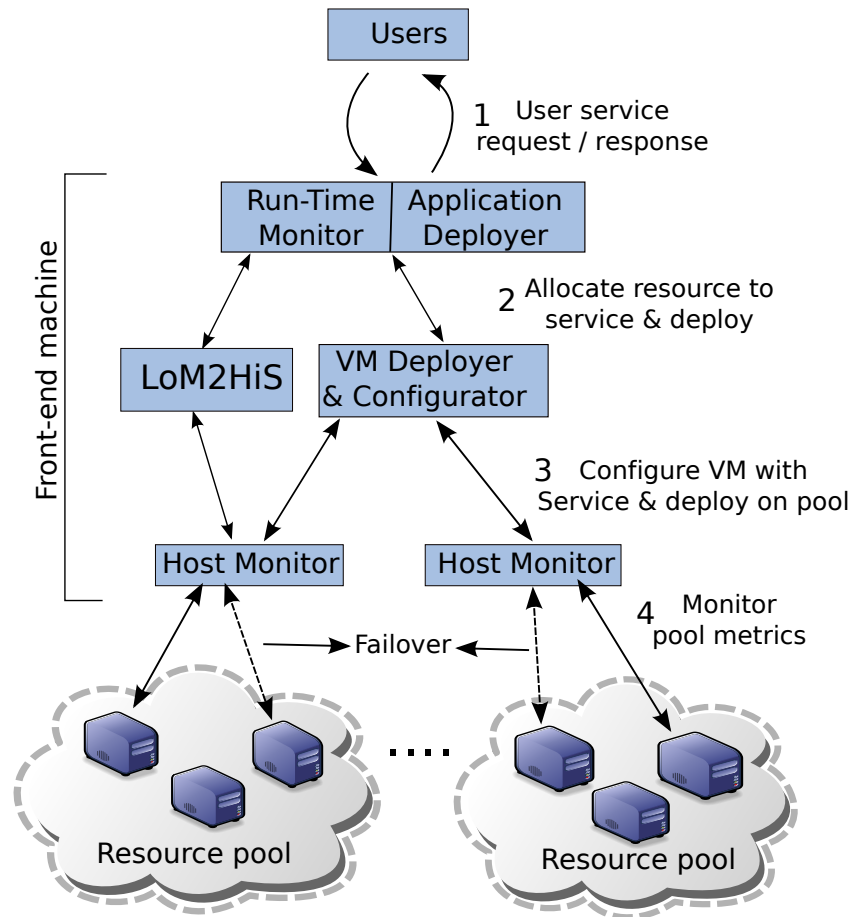 Users
1 User service
request / response
Front-end machine
Run-Time
Monitor
Application
Deployer
2 Allocate resource to
service & deploy
LoM2HiS
VM Deployer
& Configurator
3 Configure VM with
Service & deploy on pool
Host Monitor
Host Monitor
4 Monitor
pool metrics
Failover
Resource pool
Resource pool